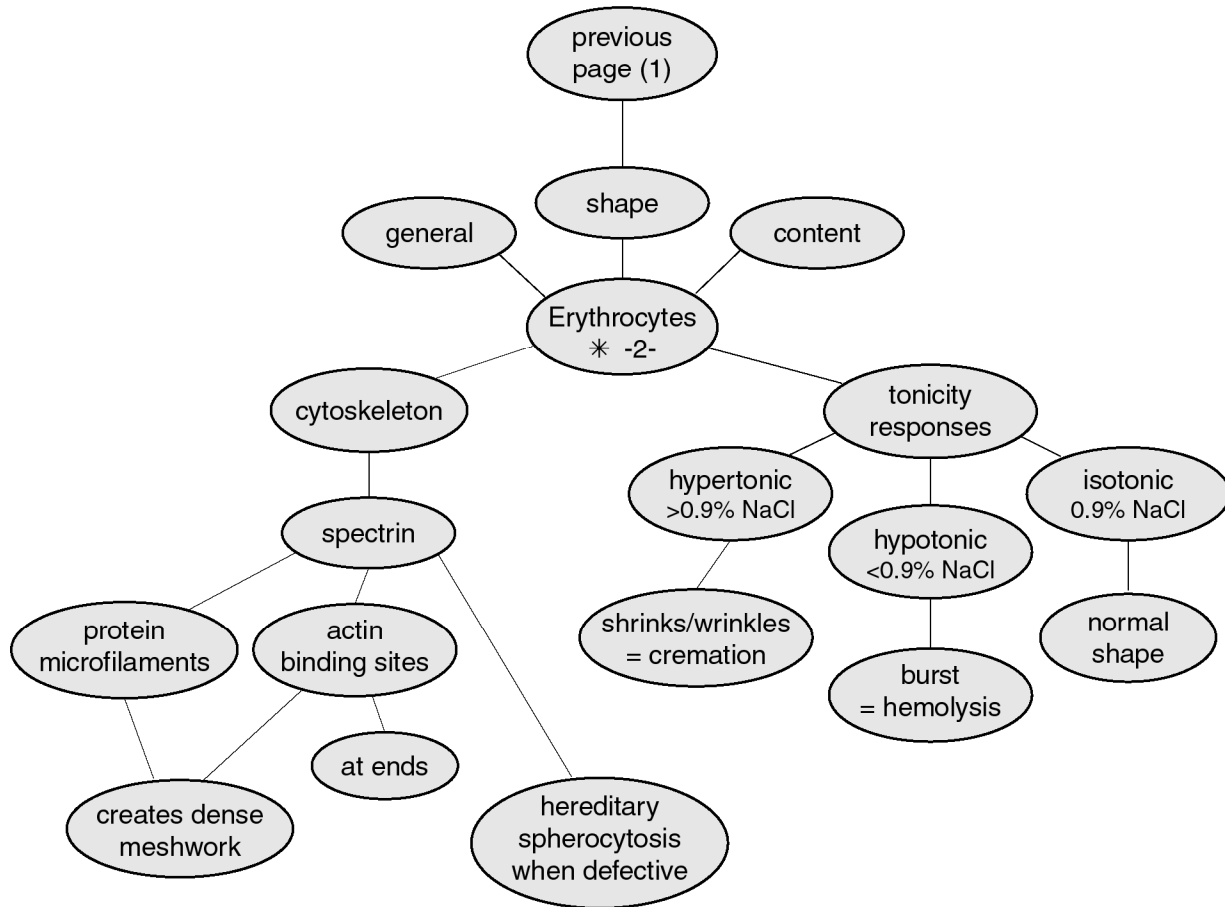 previous
page (1)
shape
general
content
Erythrocytes
✳ -2-
cytoskeleton
tonicity
responses
hypertonic
>0.9% NaCl
isotonic
0.9% NaCl
spectrin
hypotonic
<0.9% NaCl
protein
microfilaments
actin
binding sites
shrinks/wrinkles
= cremation
normal
shape
burst
= hemolysis
at ends
creates dense
meshwork
hereditary
spherocytosis
when defective